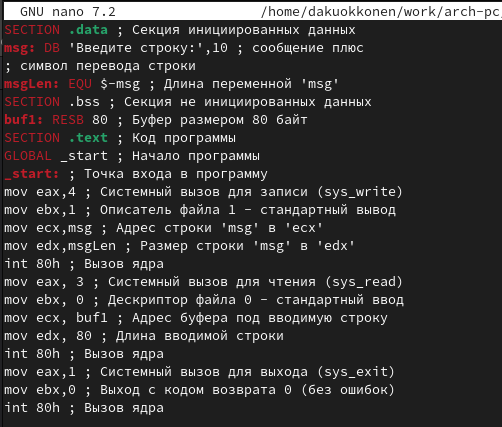 GNU nano 7.2 /home/dakuokkonen/work/arch-pc
SECTION .data ; Секция инициированных данных
msg: DB 'Введите строку:',10 ; сообщение плюс
; символ перевода строки
msgLen: EQU $-msg ; Длина переменной 'msg'
SECTION .bss ; Секция не инициированных данных
buf1: RESB 80 ; Буфер размером 80 байт
SECTION .text ; Код программы
GLOBAL _start ; Начало программы
_start: ; Точка входа в программу
mov eax,4 ; Системный вызов для записи (sys_write)
mov ebx,1 ; Описатель файла 1 - стандартный вывод
mov ecx,msg ; Адрес строки 'msg' в 'ecx'
mov edx,msgLen ; Размер строки 'msg' в 'edx'
int 80h ; Вызов ядра
mov eax, 3 ; Системный вызов для чтения (sys_read)
mov ebx, 0 ; Дескриптор файла 0 - стандартный ввод
mov ecx, buf1 ; Адрес буфера под вводимую строку
mov edx, 80 ; Длина вводимой строки
int 80h ; Вызов ядра
mov eax,1 ; Системный вызов для выхода (sys_exit)
mov ebx,0 ; Выход с кодом возврата 0 (без ошибок)
int 80h ; Вызов ядра